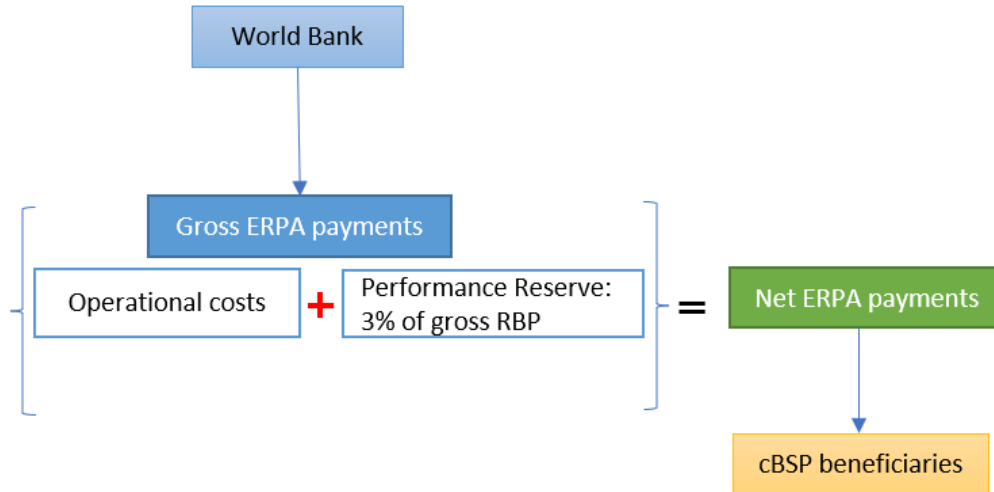 World Bank
Gross ERPA payments
Operational costs
+
Performance Reserve:
3% of gross RBP
=
Net ERPA payments
cBSP beneficiaries